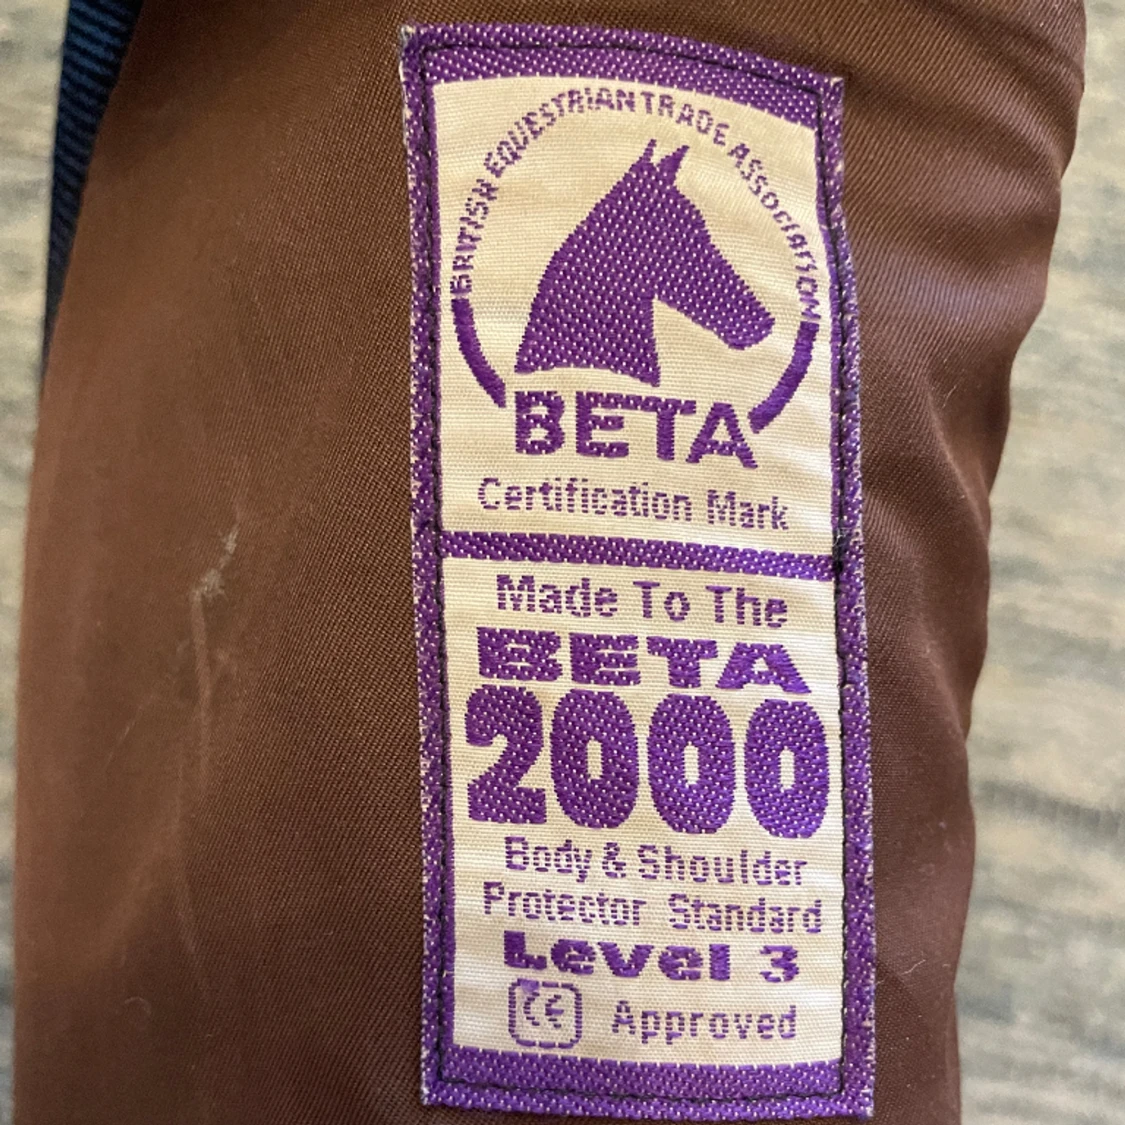 BRITISH EQUESTRIAN TRADE ASSOCIATION
BETA
Certification Mark
Made To The
BETA
2000
Body & Shoulder
Protector Standard
Level 3
CE Approved